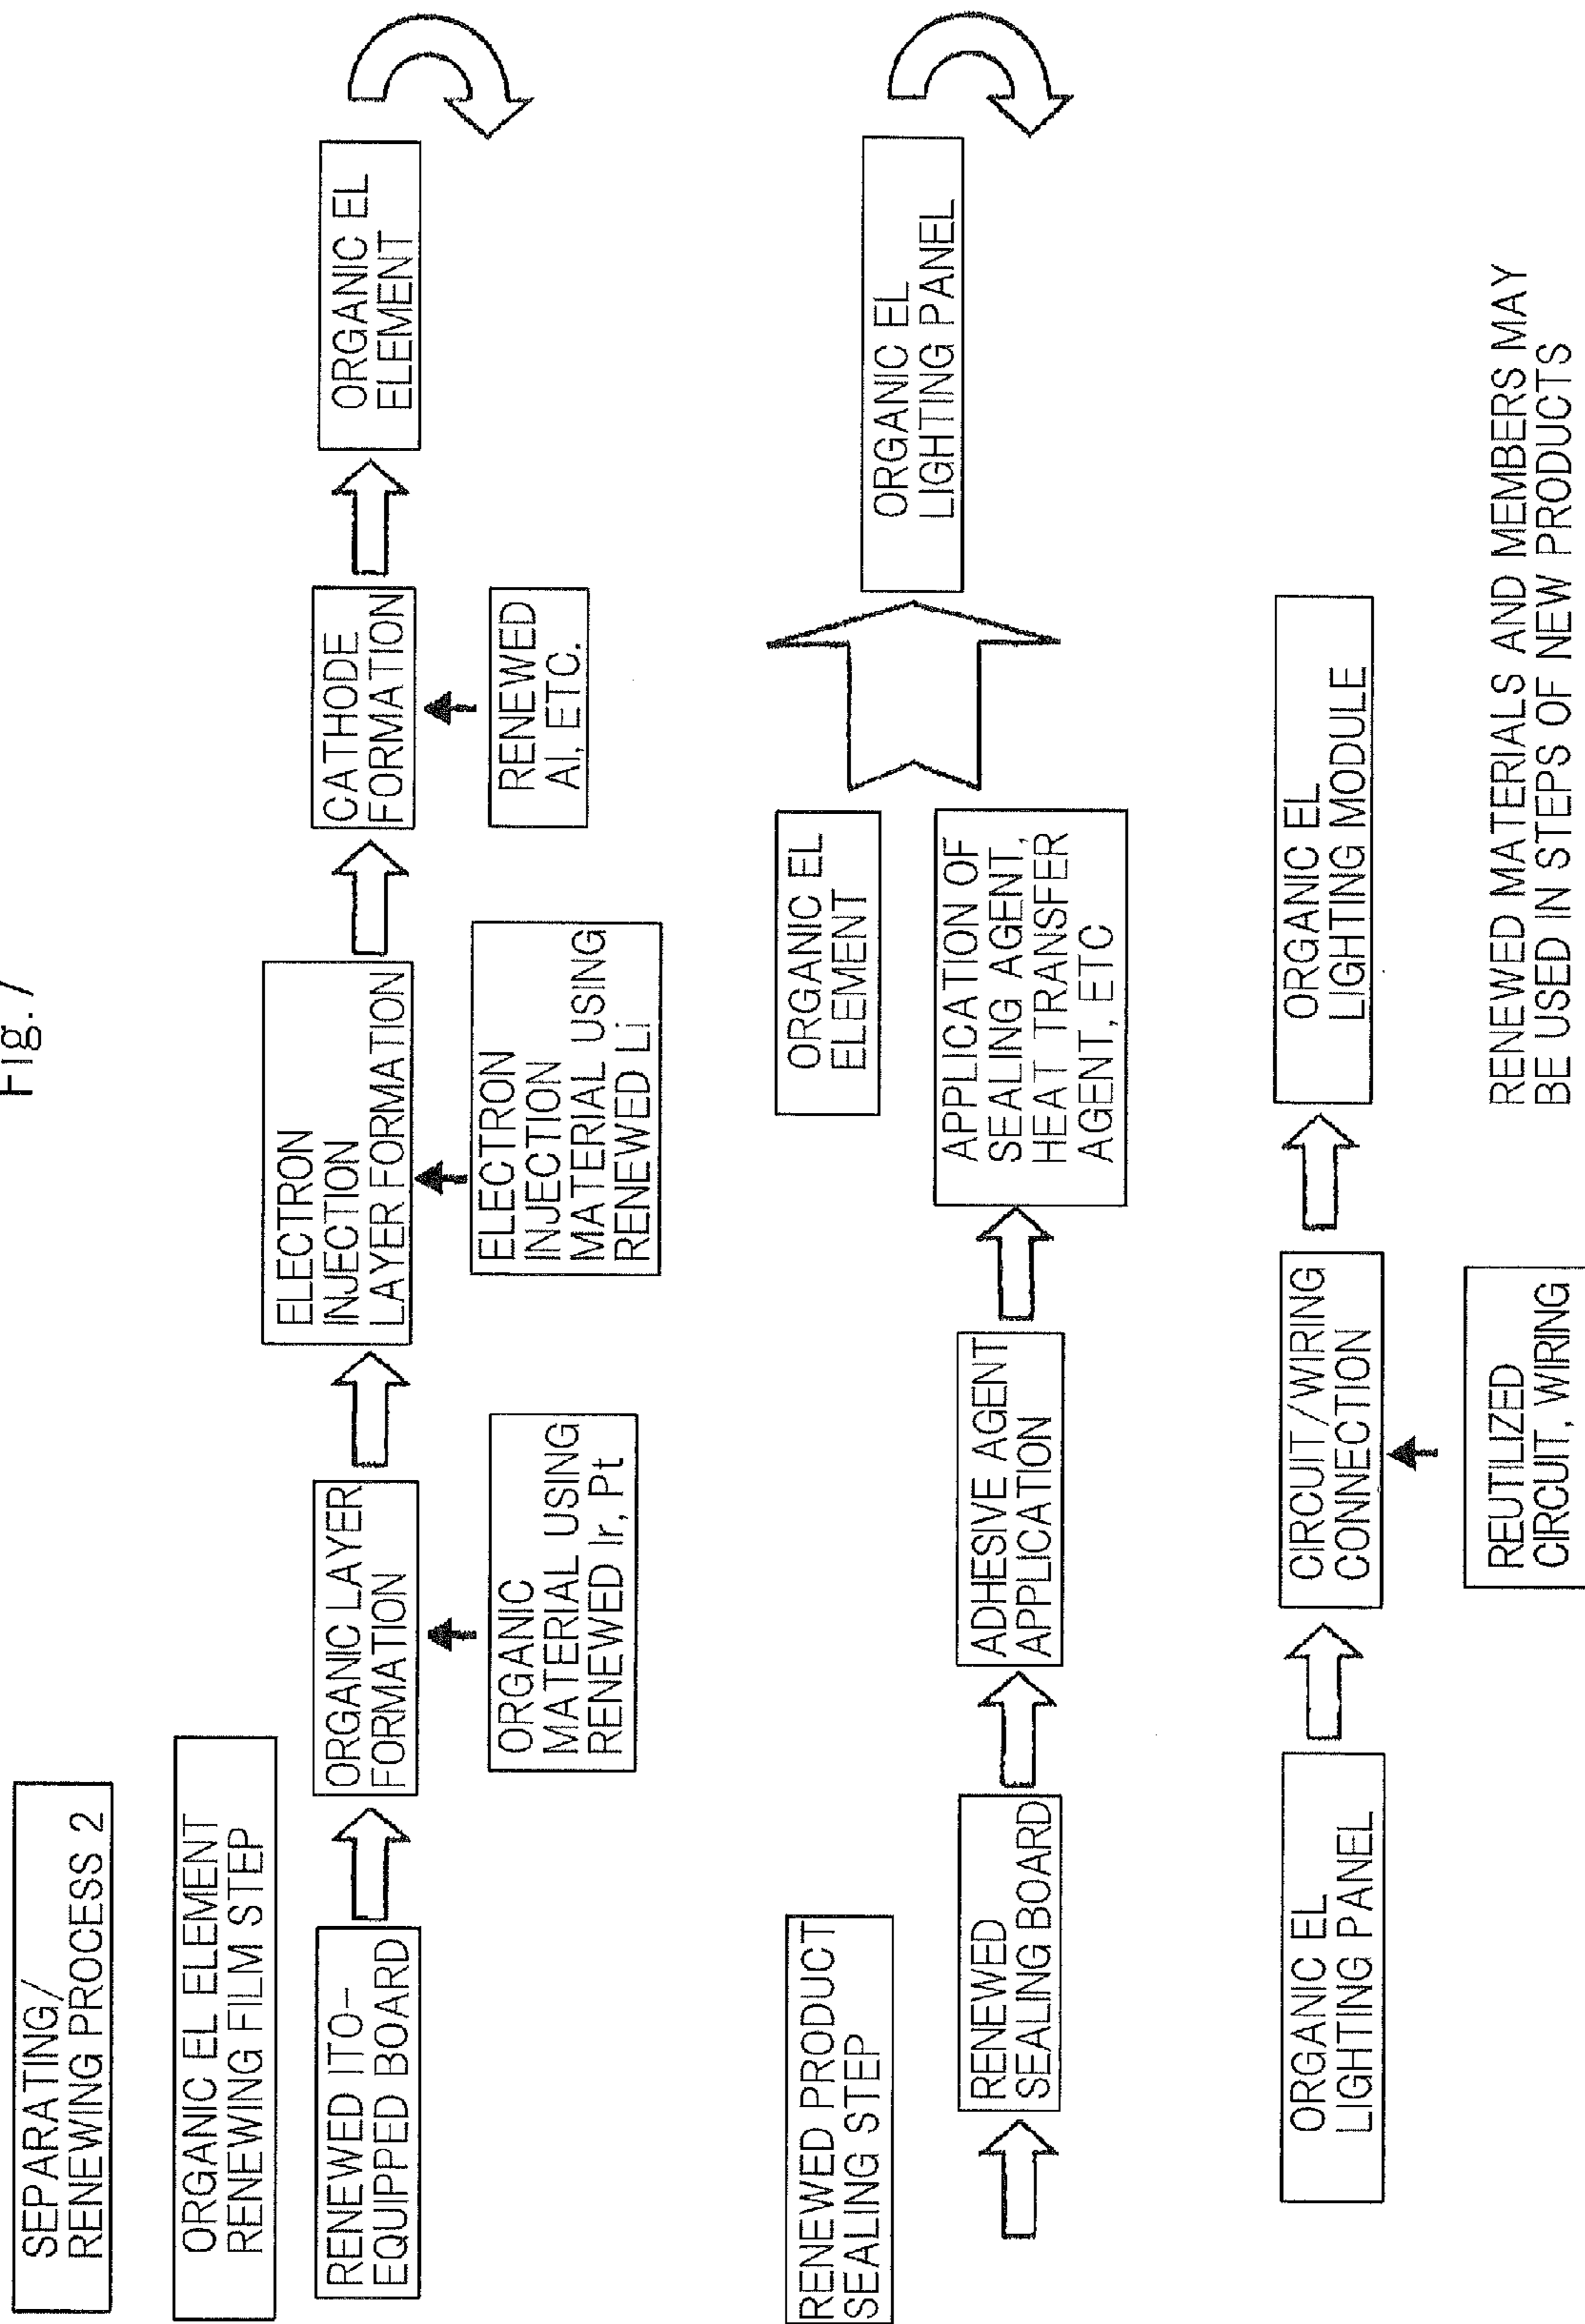 Fig. 7
SEPARATING/
RENEWING PROCESS 2
ORGANIC EL ELEMENT
RENEWING FILM STEP
RENEWED ITO-
EQUIPPED BOARD
ORGANIC LAYER
FORMATION
ORGANIC
MATERIAL USING
RENEWED Ir, Pt
ELECTRON
INJECTION
LAYER FORMATION
ELECTRON
INJECTION
MATERIAL USING
RENEWED Li
CATHODE
FORMATION
RENEWED
Al, ETC.
ORGANIC EL
ELEMENT
RENEWED PRODUCT
SEALING STEP
RENEWED
SEALING BOARD
ADHESIVE AGENT
APPLICATION
ORGANIC EL
ELEMENT
APPLICATION OF
SEALING AGENT,
HEAT TRANSFER
AGENT, ETC
ORGANIC EL
LIGHTING PANEL
ORGANIC EL
LIGHTING PANEL
CIRCUIT/WIRING
CONNECTION
REUTILIZED
CIRCUIT, WIRING
ORGANIC EL
LIGHTING MODULE
RENEWED MATERIALS AND MEMBERS MAY
BE USED IN STEPS OF NEW PRODUCTS